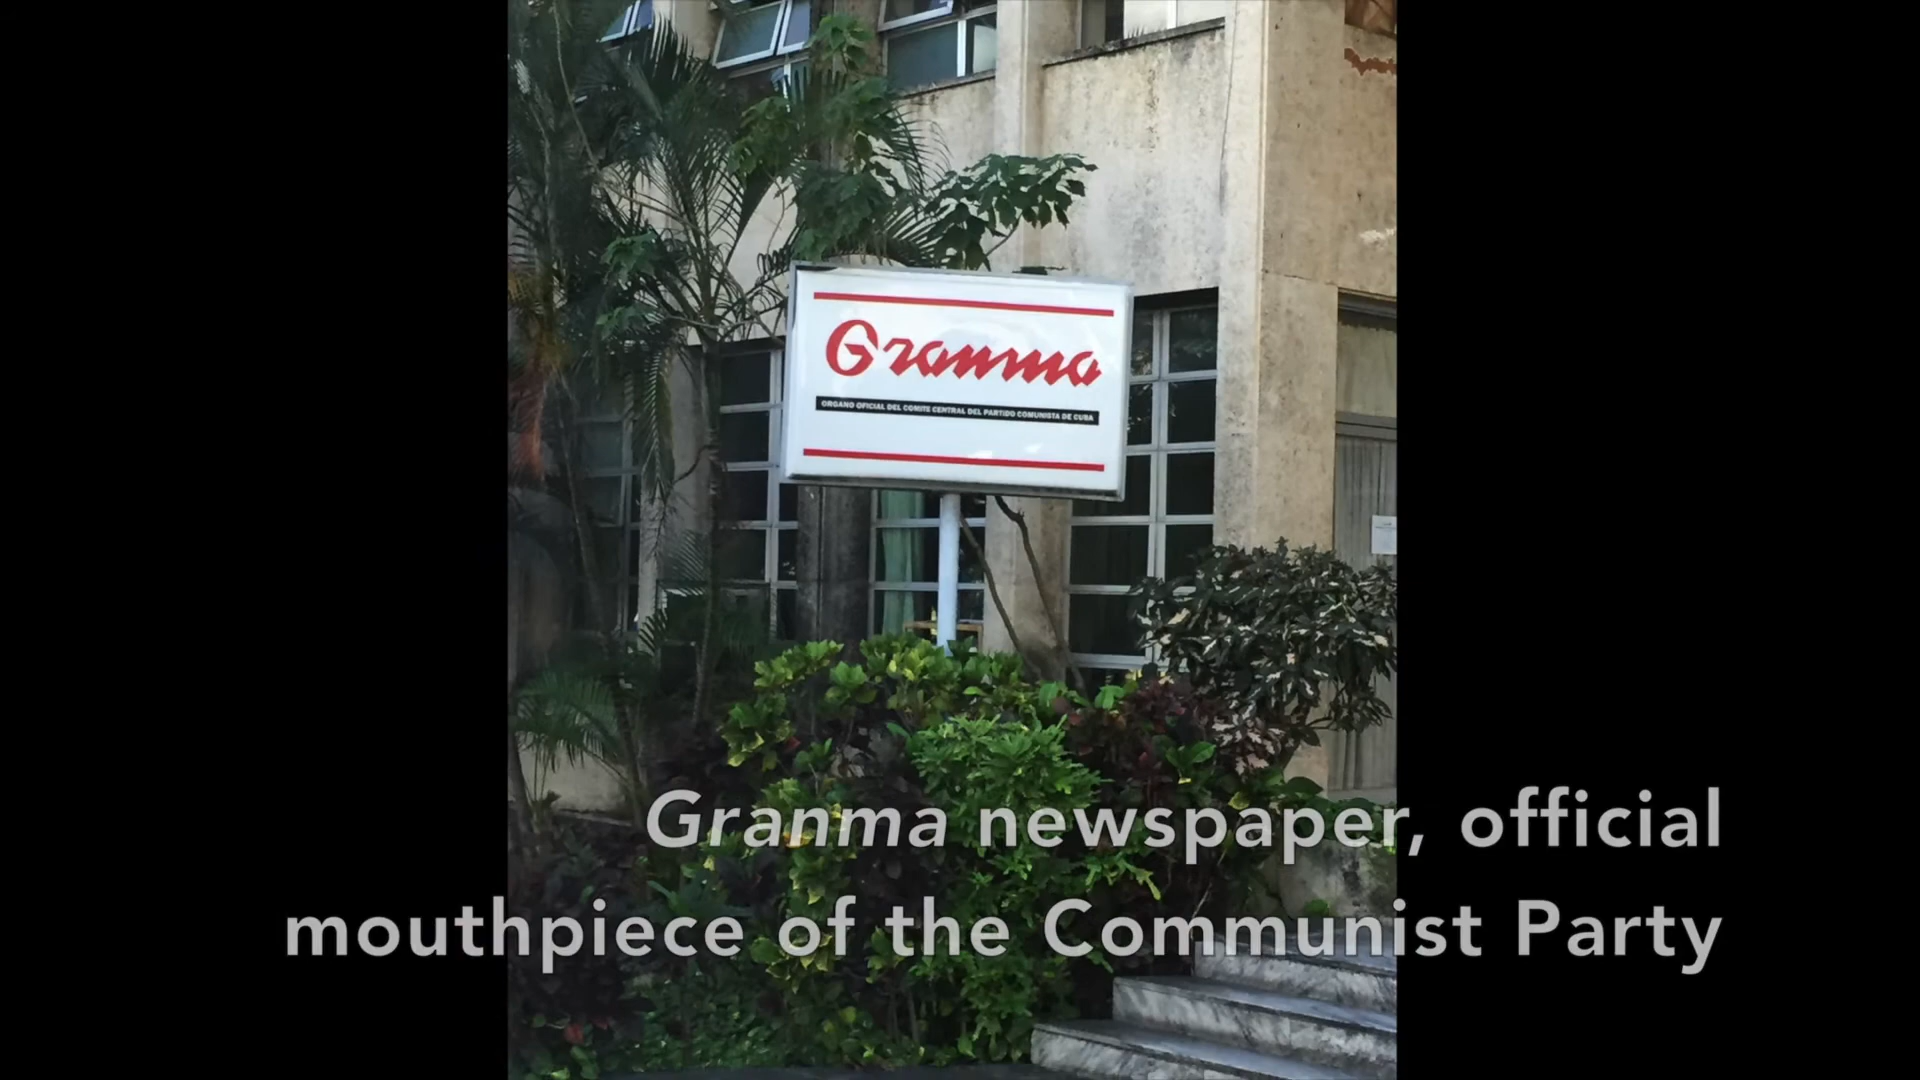 Granma
ORGANO OFICIAL DEL COMITE CENTRAL DEL PARTIDO COMUNISTA DE CUBA
Granma newspaper, official
mouthpiece of the Communist Party